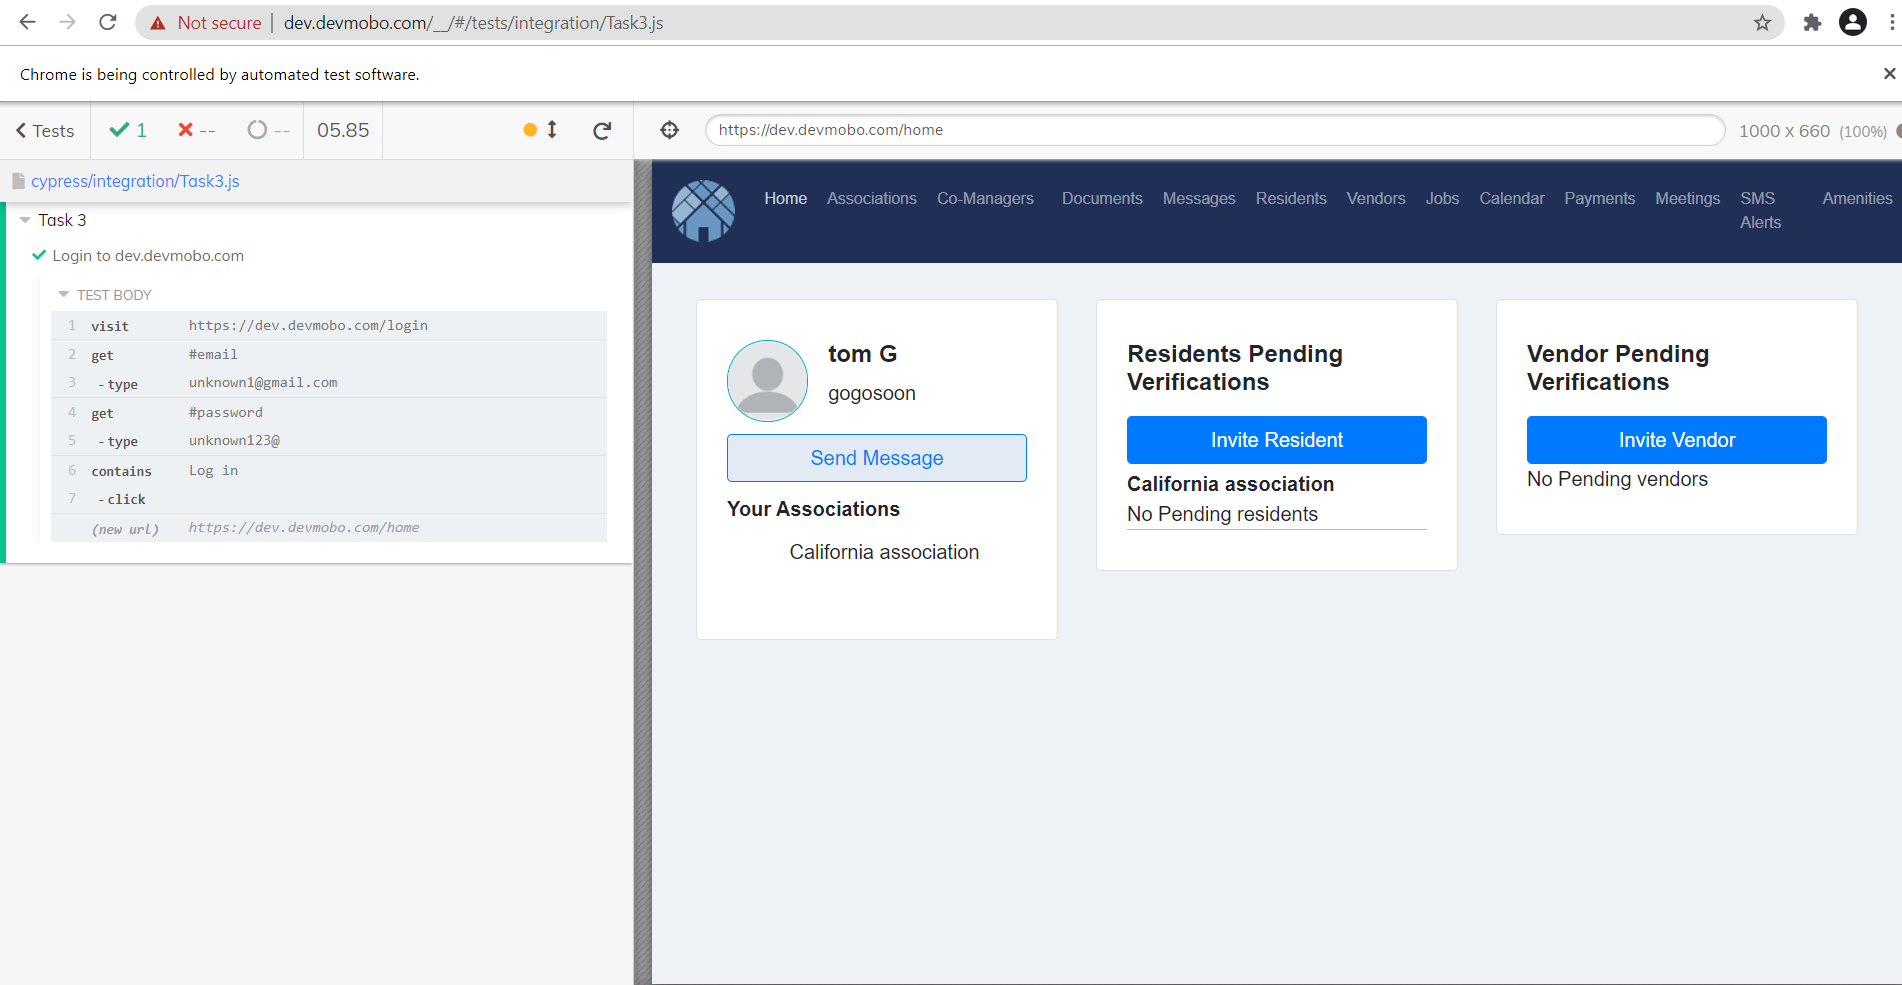 Not secure | dev.devmobo.com/__/#/tests/integration/Task3.js
Chrome is being controlled by automated test software.
Tests 1 -- -- 05.85
https://dev.devmobo.com/home 1000 x 660 (100%)
cypress/integration/Task3.js
Task 3
Login to dev.devmobo.com
TEST BODY
1 visit https://dev.devmobo.com/login
2 get #email
3 -type unknown1@gmail.com
4 get #password
5 -type unknown123@
6 contains Log in
7 -click
(new url) https://dev.devmobo.com/home
Home Associations Co-Managers Documents Messages Residents Vendors Jobs Calendar Payments Meetings SMS Alerts Amenities
tom G
gogosoon
Send Message
Your Associations
California association
Residents Pending
Verifications
Invite Resident
California association
No Pending residents
Vendor Pending
Verifications
Invite Vendor
No Pending vendors